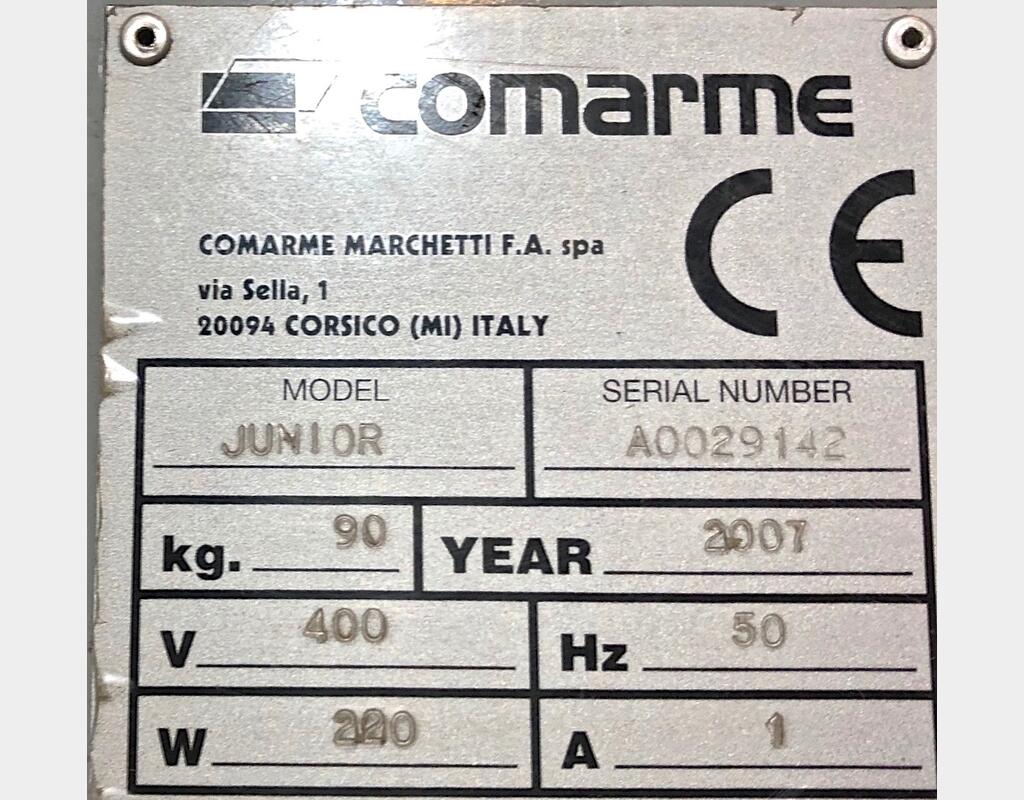 comarme
CE
COMARME MARCHETTI F.A. spa
via Sella, 1
20094 CORSICO (MI) ITALY
MODEL SERIAL NUMBER
JUNIOR A0029142
kg. 90 YEAR 2007
V 400 Hz 50
W 220 A 1